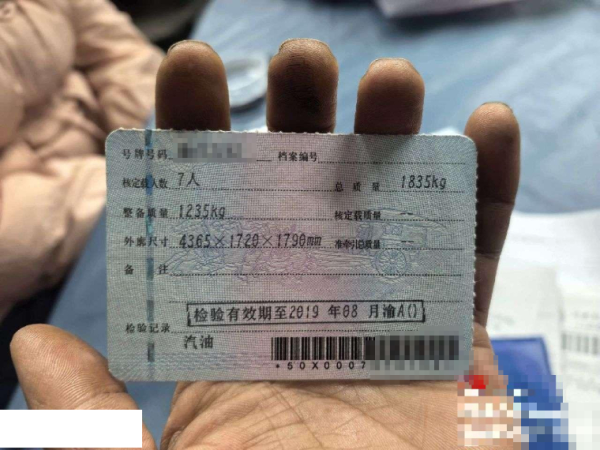 号牌号码 档案编号
核定载人数 7人 总质量 1835kg
整备质量 1235kg 核定载质量 --
外廓尺寸 4365×1720×1790mm 准牵引总质量 --
备注
检验有效期至2019 年08 月渝A()
检验记录
汽油
*50X0007